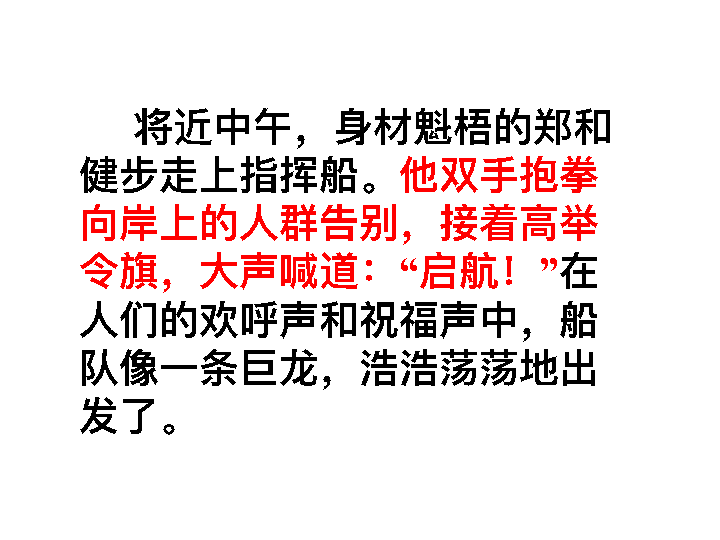 将近中午，身材魁梧的郑和
健步走上指挥船。他双手抱拳
向岸上的人群告别，接着高举
令旗，大声喊道：“启航！”在
人们的欢呼声和祝福声中，船
队像一条巨龙，浩浩荡荡地出
发了。